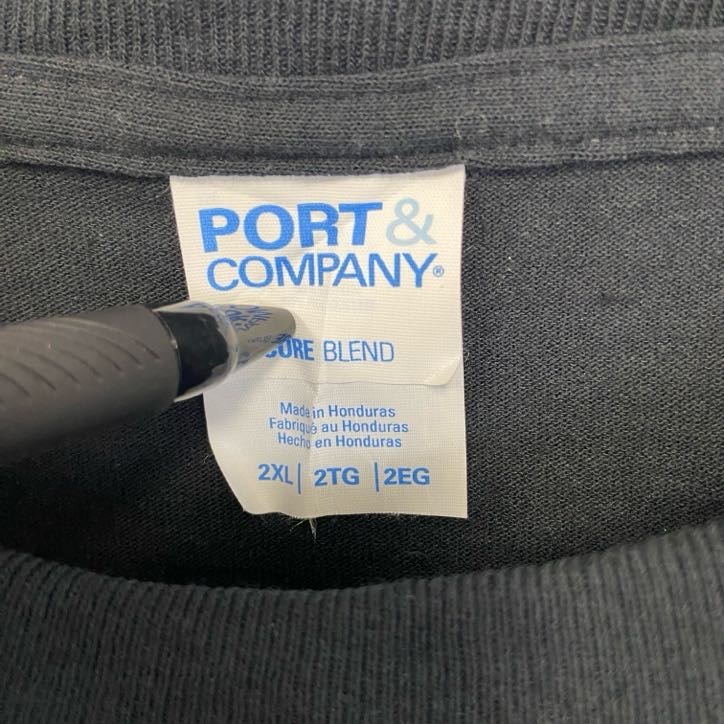 PORT &
COMPANY®
CORE BLEND
Made in Honduras
Fabriqué au Honduras
Hecho en Honduras
2XL | 2TG | 2EG